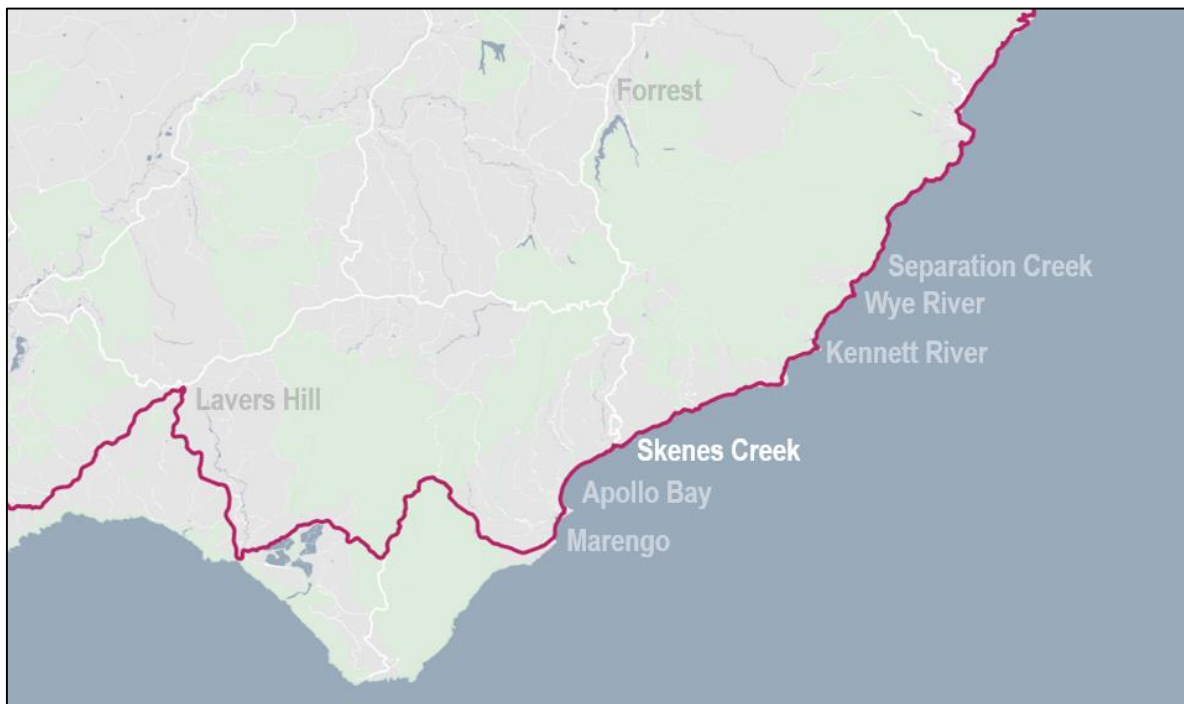 Forrest
Separation Creek
Wye River
Kennett River
Lavers Hill
Skenes Creek
Apollo Bay
Marengo